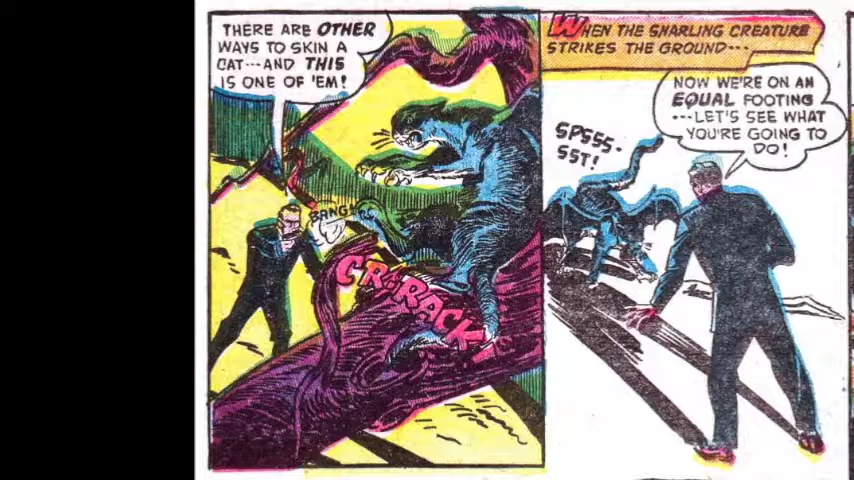 THERE ARE OTHER
WAYS TO SKIN A
CAT---AND THIS
IS ONE OF 'EM!
BANG!
CR-RACK!
WHEN THE SNARLING CREATURE
STRIKES THE GROUND---
NOW WE'RE ON AN
EQUAL FOOTING
---LET'S SEE WHAT
YOU'RE GOING TO
DO!
SPSSS-
SST!